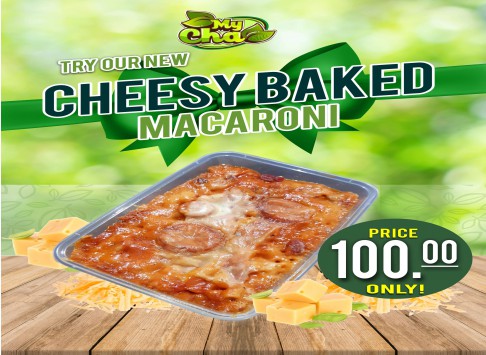 My
Cha
TRY OUR NEW
CHEESY BAKED
MACARONI
PRICE
100.00
ONLY!